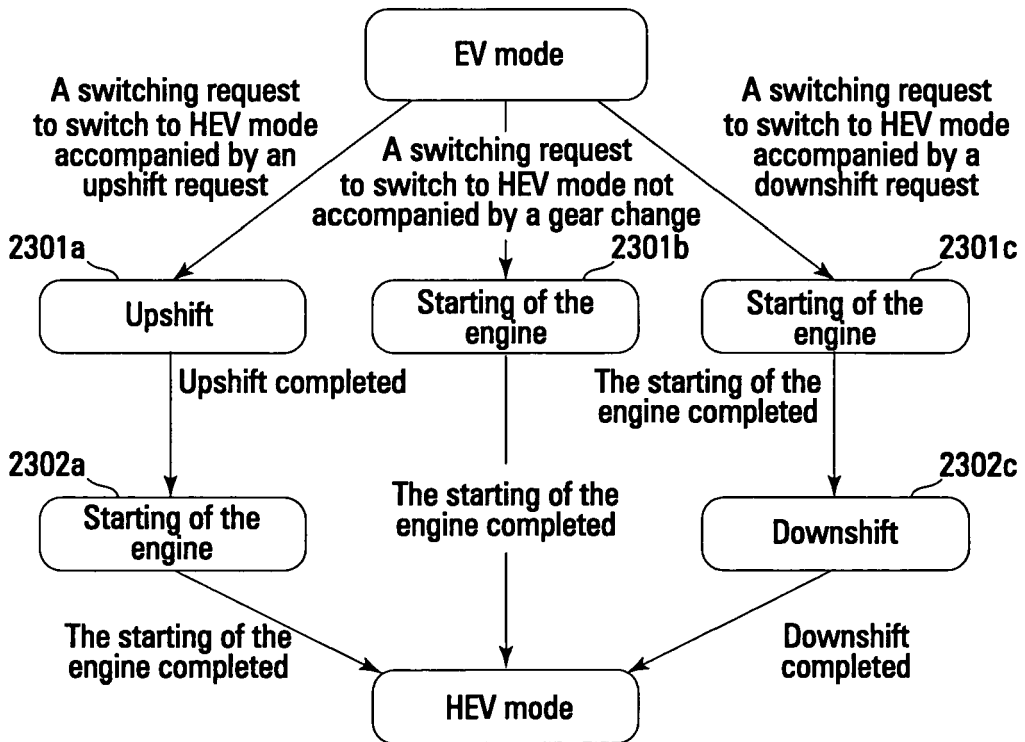 EV mode
A switching request
to switch to HEV mode
accompanied by an
upshift request
A switching request
to switch to HEV mode not
accompanied by a gear change
A switching request
to switch to HEV mode
accompanied by a
downshift request
2301a
Upshift
2301b
Starting of the
engine
2301c
Starting of the
engine
Upshift completed
The starting of the
engine completed
2302a
Starting of the
engine
The starting of the
engine completed
2302c
Downshift
The starting of the
engine completed
Downshift
completed
HEV mode